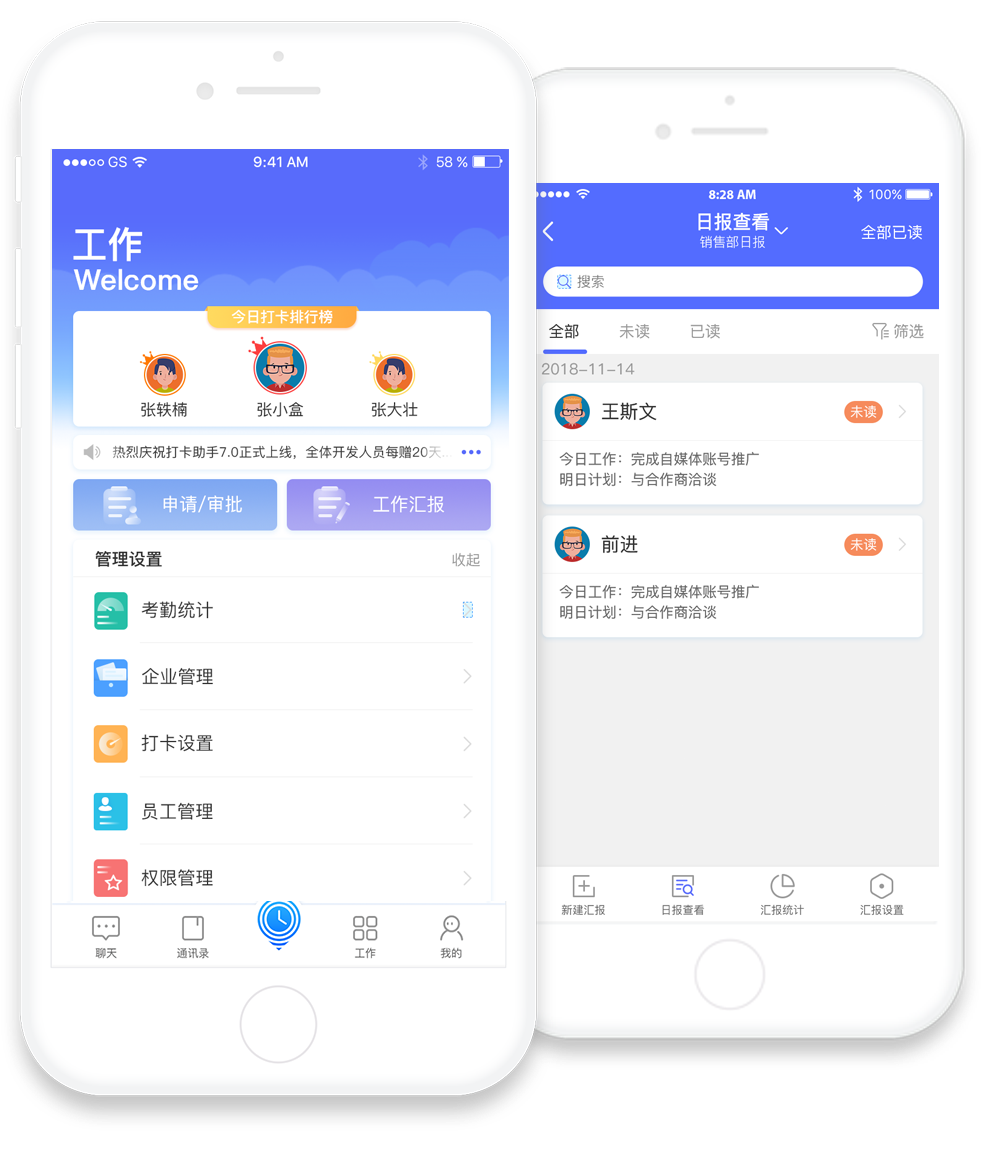 GS 9:41 AM 58 %
工作
Welcome
今日打卡排行榜
张轶楠 张小盒 张大壮
热烈庆祝打卡助手7.0正式上线，全体开发人员每赠20天...
申请/审批 工作汇报
管理设置 收起
考勤统计
企业管理
打卡设置
员工管理
权限管理
聊天 通讯录 工作 我的
8:28 AM 100%
日报查看
销售部日报
全部已读
搜索
全部 未读 已读 筛选
2018-11-14
王斯文 未读
今日工作：完成自媒体账号推广
明日计划：与合作商洽谈
前进 未读
今日工作：完成自媒体账号推广
明日计划：与合作商洽谈
新建汇报 日报查看 汇报统计 汇报设置